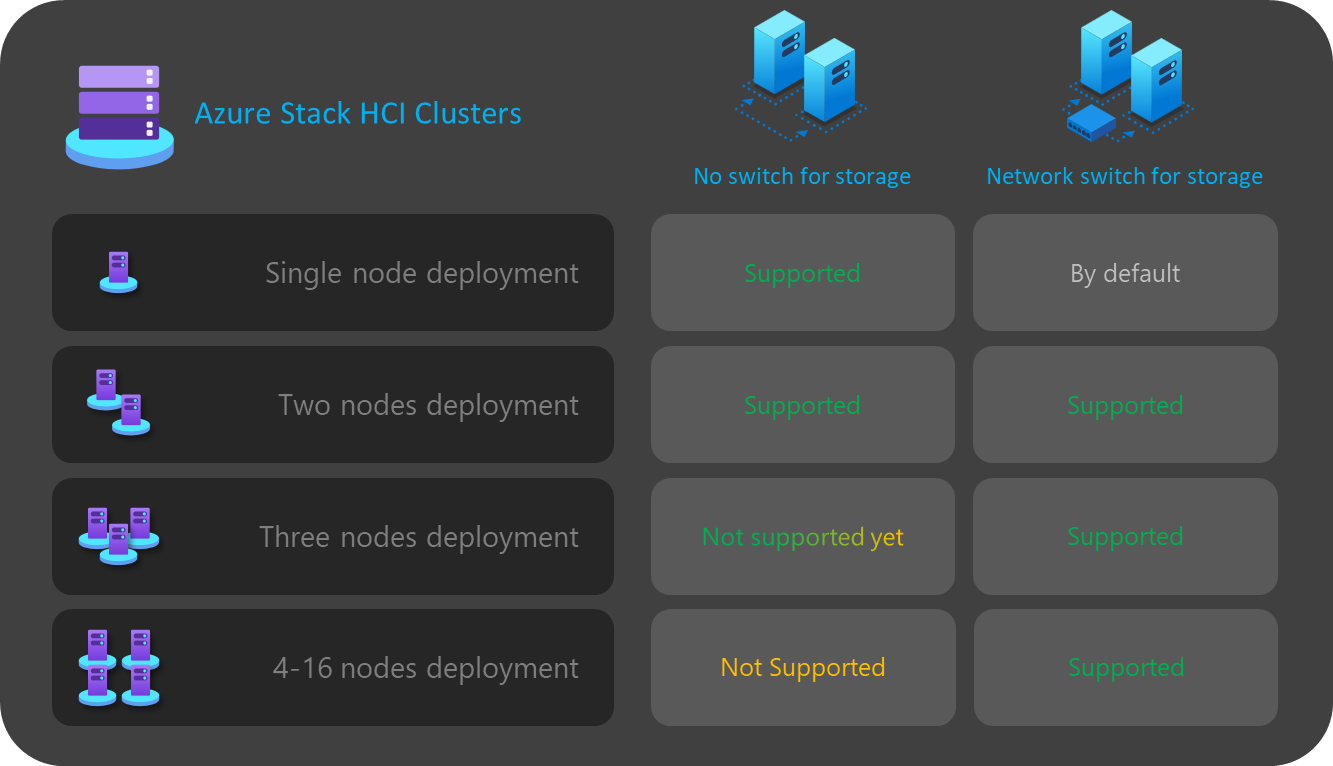 Azure Stack HCI Clusters
No switch for storage
Network switch for storage
Single node deployment
Supported
By default
Two nodes deployment
Supported
Supported
Three nodes deployment
Not supported yet
Supported
4-16 nodes deployment
Not Supported
Supported